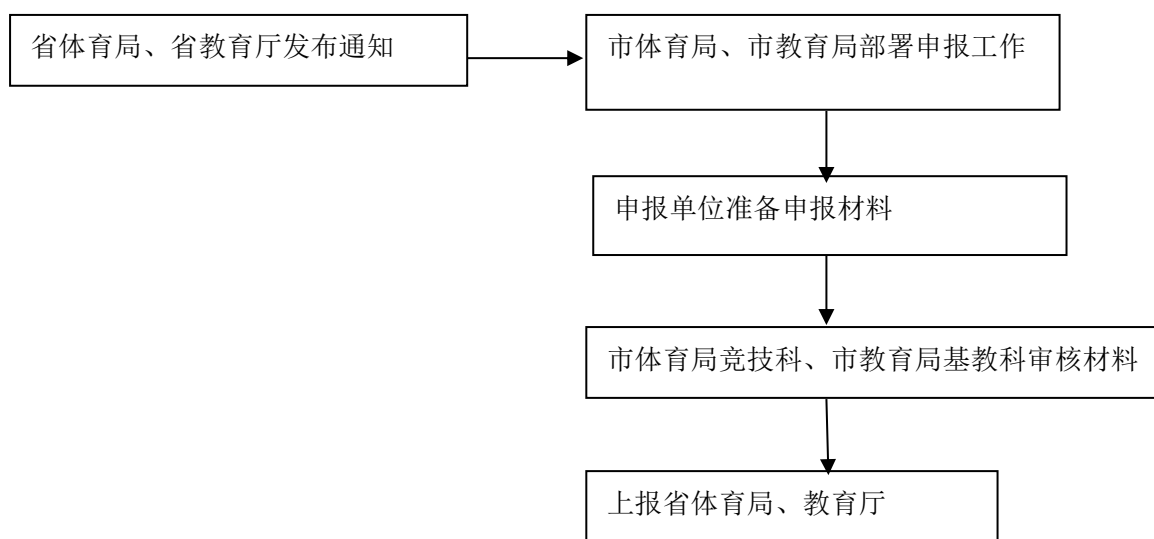 省体育局、省教育厅发布通知
市体育局、市教育局部署申报工作
申报单位准备申报材料
市体育局竞技科、市教育局基教科审核材料
上报省体育局、教育厅